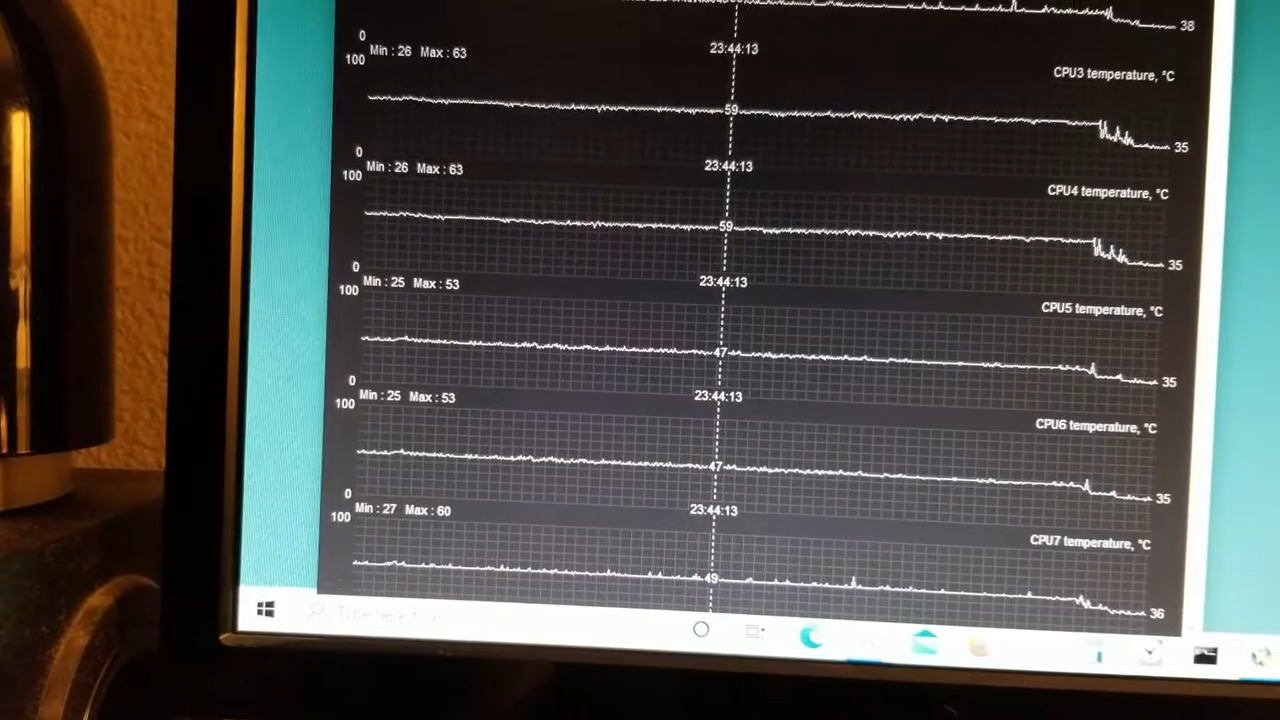 38
0
100
Min : 26 Max : 63
23:44:13
CPU3 temperature, °C
59
35
0
100
Min : 26 Max : 63
23:44:13
CPU4 temperature, °C
59
35
0
100
Min : 25 Max : 53
23:44:13
CPU5 temperature, °C
47
35
0
100
Min : 25 Max : 53
23:44:13
CPU6 temperature, °C
47
35
0
100
Min : 27 Max : 60
23:44:13
CPU7 temperature, °C
49
36
Type here to